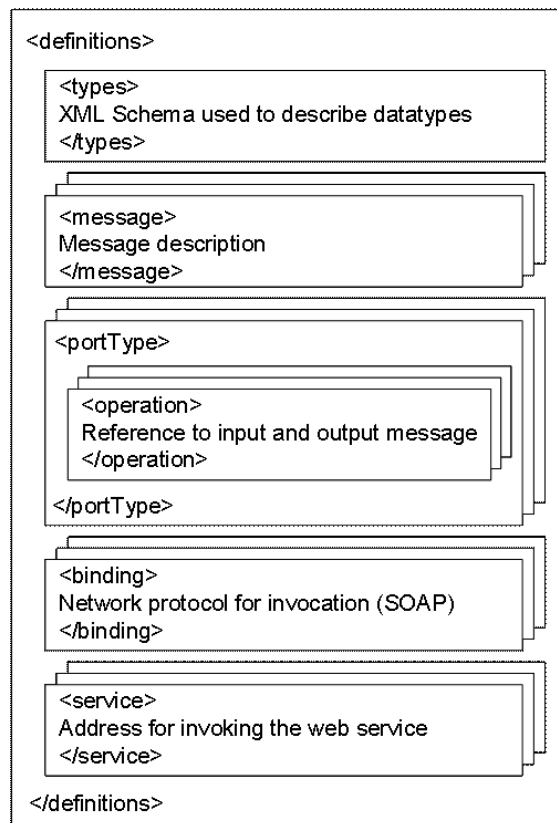 <definitions>
<types>
XML Schema used to describe datatypes
</types>
<message>
Message description
</message>
<portType>
<operation>
Reference to input and output message
</operation>
</portType>
<binding>
Network protocol for invocation (SOAP)
</binding>
<service>
Address for invoking the web service
</service>
</definitions>